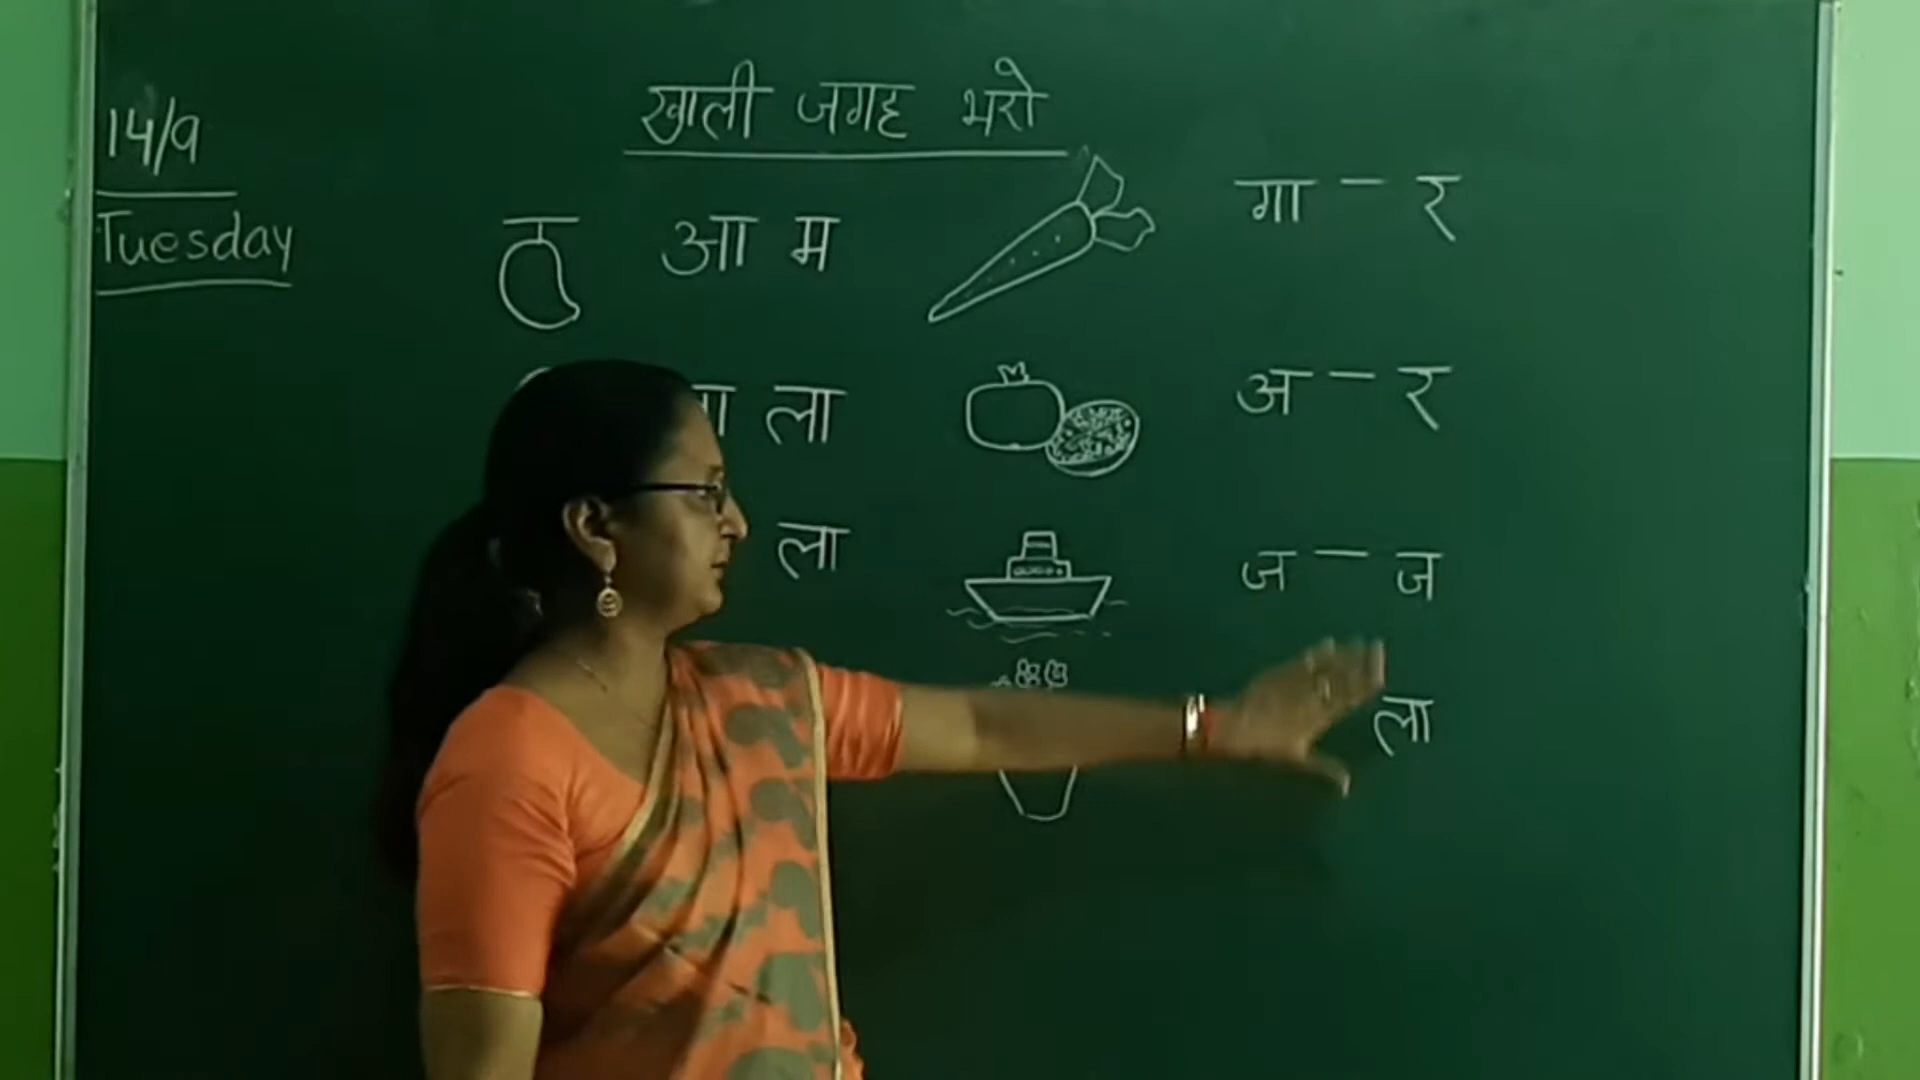 14/9
Tuesday
खाली जगह भरो
आ म
ला
ला
गा - र
अ - र
ज - ज
ला